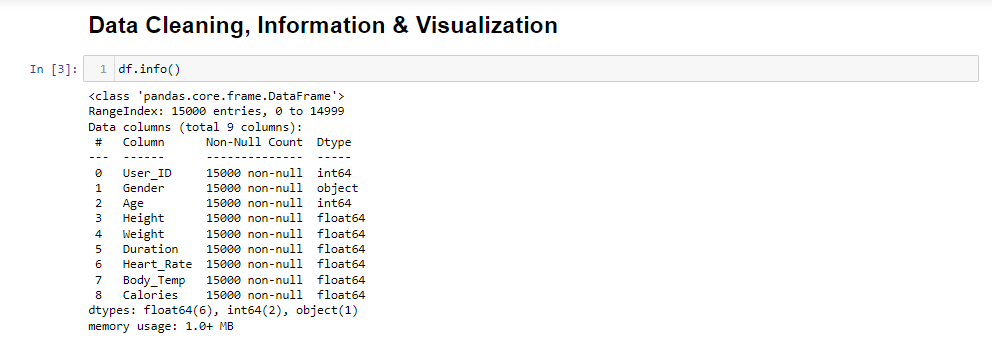 Data Cleaning, Information & Visualization
In [3]: 1 df.info()
<class 'pandas.core.frame.DataFrame'>
RangeIndex: 15000 entries, 0 to 14999
Data columns (total 9 columns):
 #   Column      Non-Null Count  Dtype
---  ------      --------------  -----
 0   User_ID     15000 non-null  int64
 1   Gender      15000 non-null  object
 2   Age         15000 non-null  int64
 3   Height      15000 non-null  float64
 4   Weight      15000 non-null  float64
 5   Duration    15000 non-null  float64
 6   Heart_Rate  15000 non-null  float64
 7   Body_Temp   15000 non-null  float64
 8   Calories    15000 non-null  float64
dtypes: float64(6), int64(2), object(1)
memory usage: 1.0+ MB